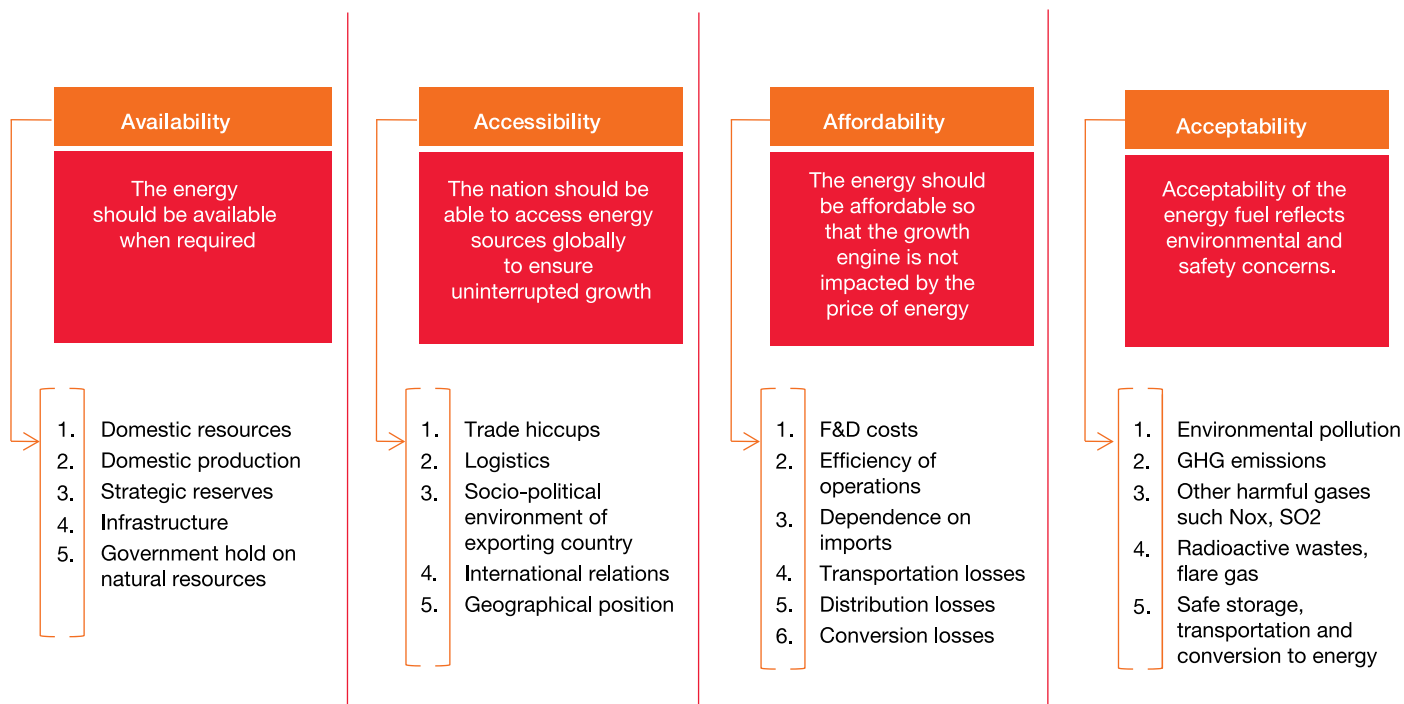 Availability
The energy
should be available
when required
1. Domestic resources
2. Domestic production
3. Strategic reserves
4. Infrastructure
5. Government hold on
natural resources
Accessibility
The nation should be
able to access energy
sources globally
to ensure
uninterrupted growth
1. Trade hiccups
2. Logistics
3. Socio-political
environment of
exporting country
4. International relations
5. Geographical position
Affordability
The energy should
be affordable so
that the growth
engine is not
impacted by the
price of energy
1. F&D costs
2. Efficiency of
operations
3. Dependence on
imports
4. Transportation losses
5. Distribution losses
6. Conversion losses
Acceptability
Acceptability of the
energy fuel reflects
environmental and
safety concerns.
1. Environmental pollution
2. GHG emissions
3. Other harmful gases
such Nox, SO2
4. Radioactive wastes,
flare gas
5. Safe storage,
transportation and
conversion to energy